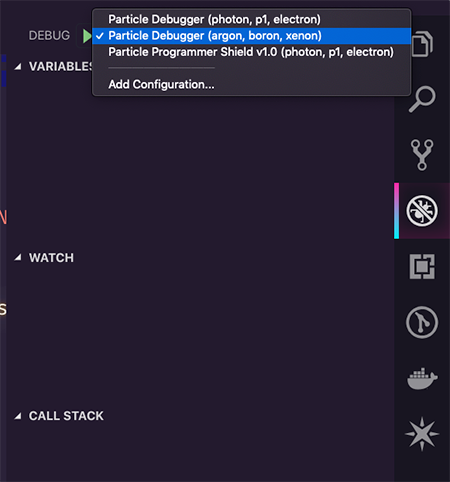 Particle Debugger (photon, p1, electron)
DEBUG
✓ Particle Debugger (argon, boron, xenon)
Particle Programmer Shield v1.0 (photon, p1, electron)
VARIABLES
Add Configuration...
WATCH
CALL STACK